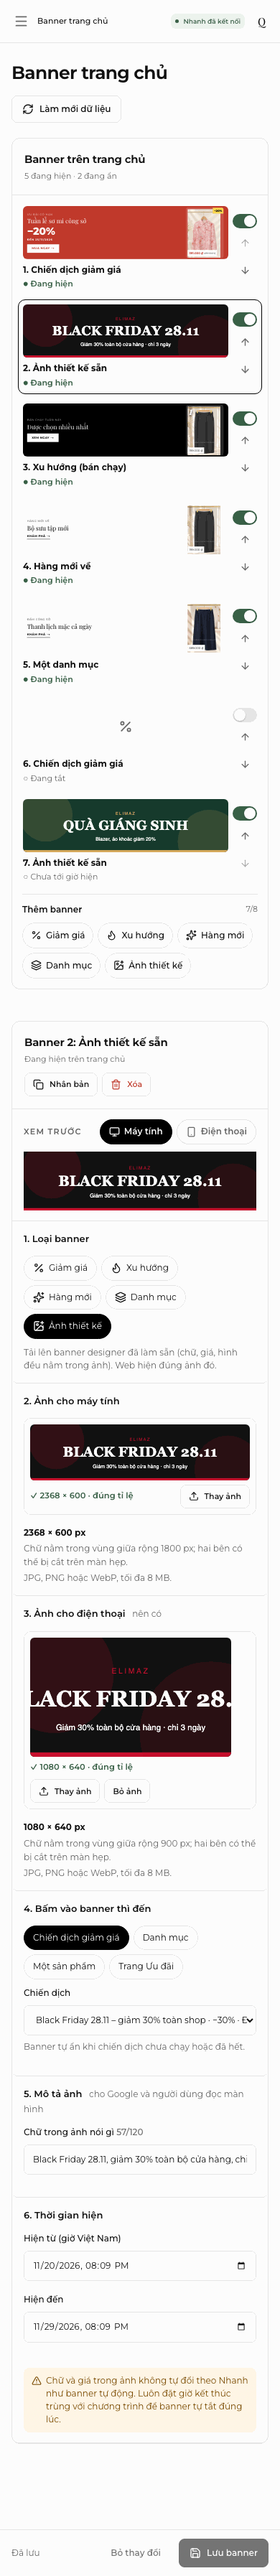 Banner trang chủ
Nhanh đã kết nối
Q
Banner trang chủ
Làm mới dữ liệu
Banner trên trang chủ
5 đang hiện · 2 đang ẩn
Tuần lễ sơ mi công sở
−20%
1. Chiến dịch giảm giá
Đang hiện
BLACK FRIDAY 28.11
Giảm 30% toàn bộ cửa hàng · chỉ 3 ngày
2. Ảnh thiết kế sẵn
Đang hiện
Được chọn nhiều nhất
3. Xu hướng (bán chạy)
Đang hiện
Bộ sưu tập mới
4. Hàng mới về
Đang hiện
Thanh lịch mặc cả ngày
5. Một danh mục
Đang hiện
6. Chiến dịch giảm giá
Đang tắt
ELIMAZ
QUÀ GIÁNG SINH
Blazer, áo khoác giảm 20%
7. Ảnh thiết kế sẵn
Chưa tới giờ hiện
Thêm banner 7/8
Giảm giá Xu hướng Hàng mới
Danh mục Ảnh thiết kế
Banner 2: Ảnh thiết kế sẵn
Đang hiện trên trang chủ
Nhân bản Xóa
XEM TRƯỚC Máy tính Điện thoại
ELIMAZ
BLACK FRIDAY 28.11
Giảm 30% toàn bộ cửa hàng · chỉ 3 ngày
1. Loại banner
Giảm giá Xu hướng
Hàng mới Danh mục
Ảnh thiết kế
Tải lên banner designer đã làm sẵn (chữ, giá, hình
đều nằm trong ảnh). Web hiện đúng ảnh đó.
2. Ảnh cho máy tính
ELIMAZ
BLACK FRIDAY 28.11
Giảm 30% toàn bộ cửa hàng · chỉ 3 ngày
✓ 2368 × 600 · đúng tỉ lệ Thay ảnh
2368 × 600 px
Chữ nằm trong vùng giữa rộng 1800 px; hai bên có
thể bị cắt trên màn hẹp.
JPG, PNG hoặc WebP, tối đa 8 MB.
3. Ảnh cho điện thoại nên có
ELIMAZ
LACK FRIDAY 28.
Giảm 30% toàn bộ cửa hàng · chỉ 3 ngày
✓ 1080 × 640 · đúng tỉ lệ
Thay ảnh Bỏ ảnh
1080 × 640 px
Chữ nằm trong vùng giữa rộng 900 px; hai bên có thể
bị cắt trên màn hẹp.
JPG, PNG hoặc WebP, tối đa 8 MB.
4. Bấm vào banner thì đến
Chiến dịch giảm giá Danh mục
Một sản phẩm Trang Ưu đãi
Chiến dịch
Black Friday 28.11 – giảm 30% toàn shop · −30% · Đ
Banner tự ẩn khi chiến dịch chưa chạy hoặc đã hết.
5. Mô tả ảnh cho Google và người dùng đọc màn
hình
Chữ trong ảnh nói gì 57/120
Black Friday 28.11, giảm 30% toàn bộ cửa hàng, chỉ
6. Thời gian hiện
Hiện từ (giờ Việt Nam)
11/20/2026, 08:09 PM
Hiện đến
11/29/2026, 08:09 PM
Chữ và giá trong ảnh không tự đổi theo Nhanh
như banner tự động. Luôn đặt giờ kết thúc
trùng với chương trình để banner tự tắt đúng
lúc.
Đã lưu Bỏ thay đổi Lưu banner